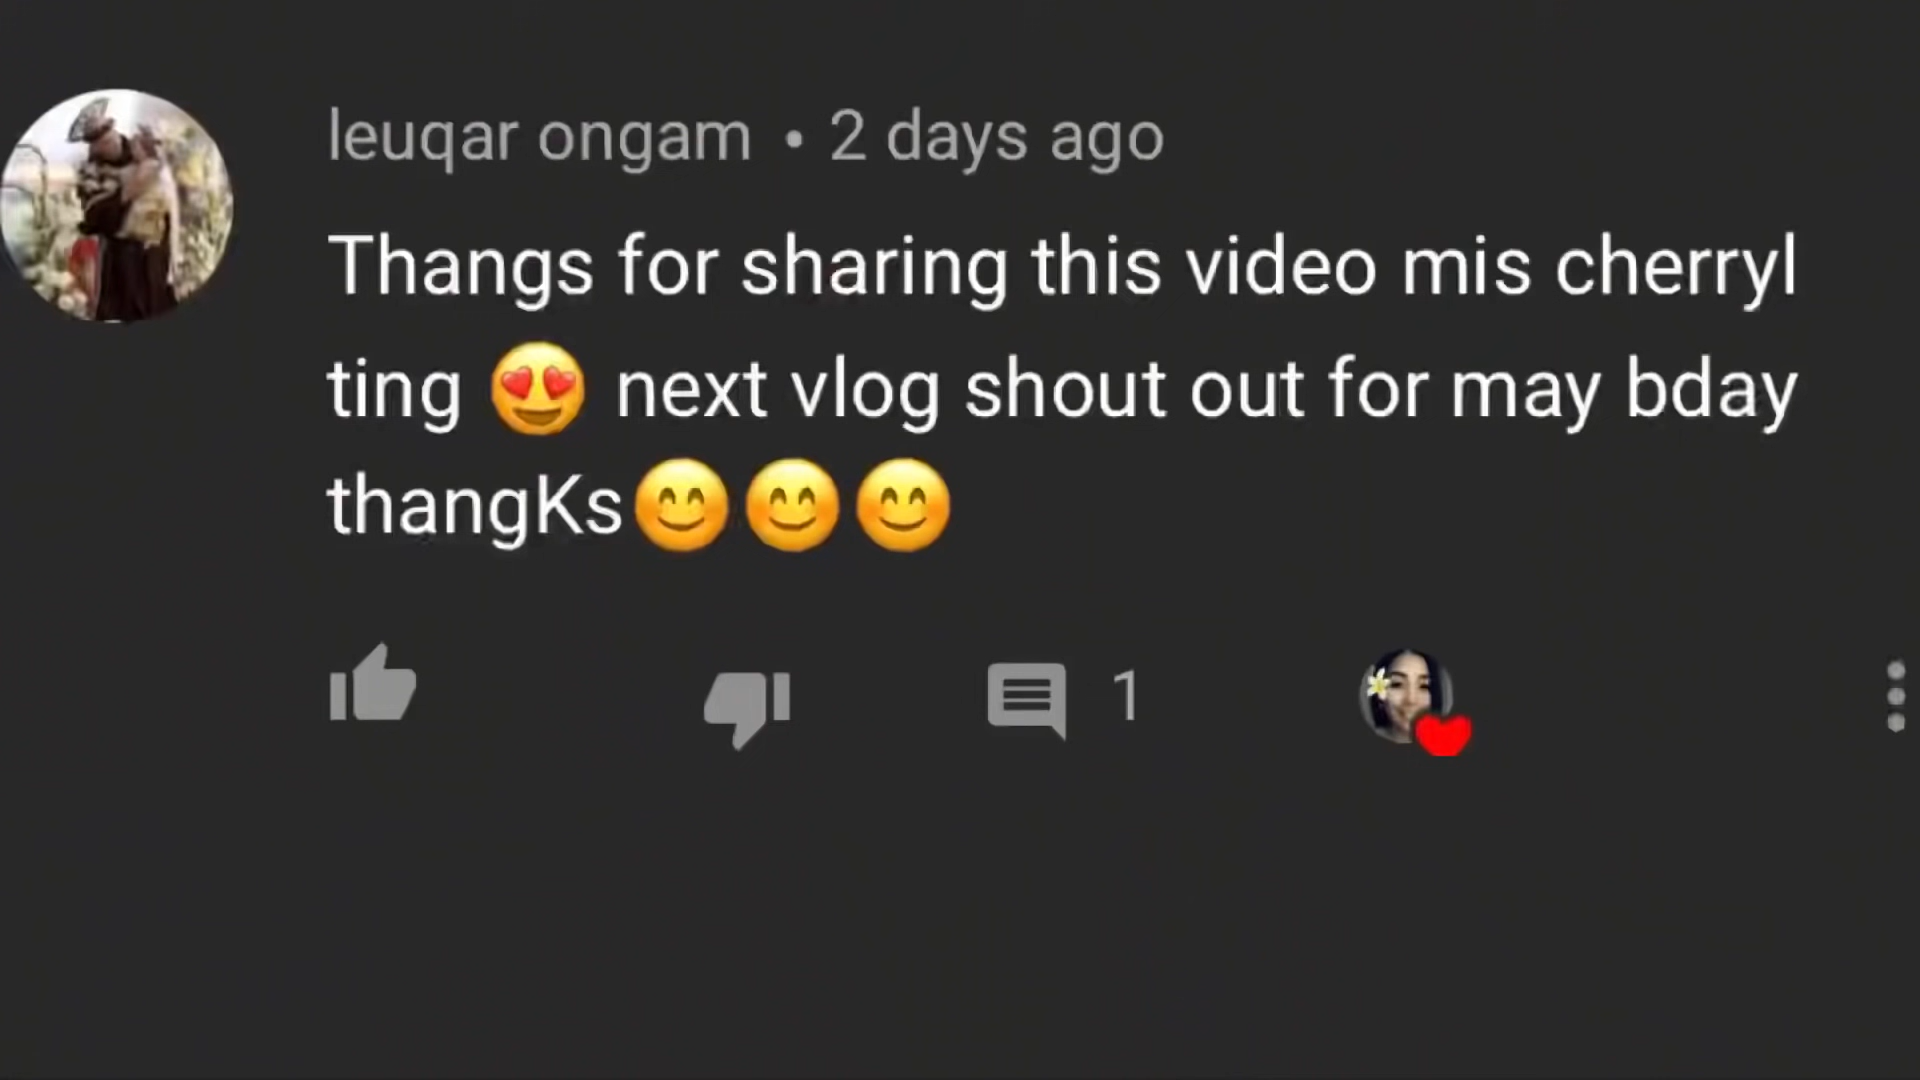 leuqar ongam • 2 days ago
Thangs for sharing this video mis cherryl
ting 😍 next vlog shout out for may bday
thangKs😊😊😊
1